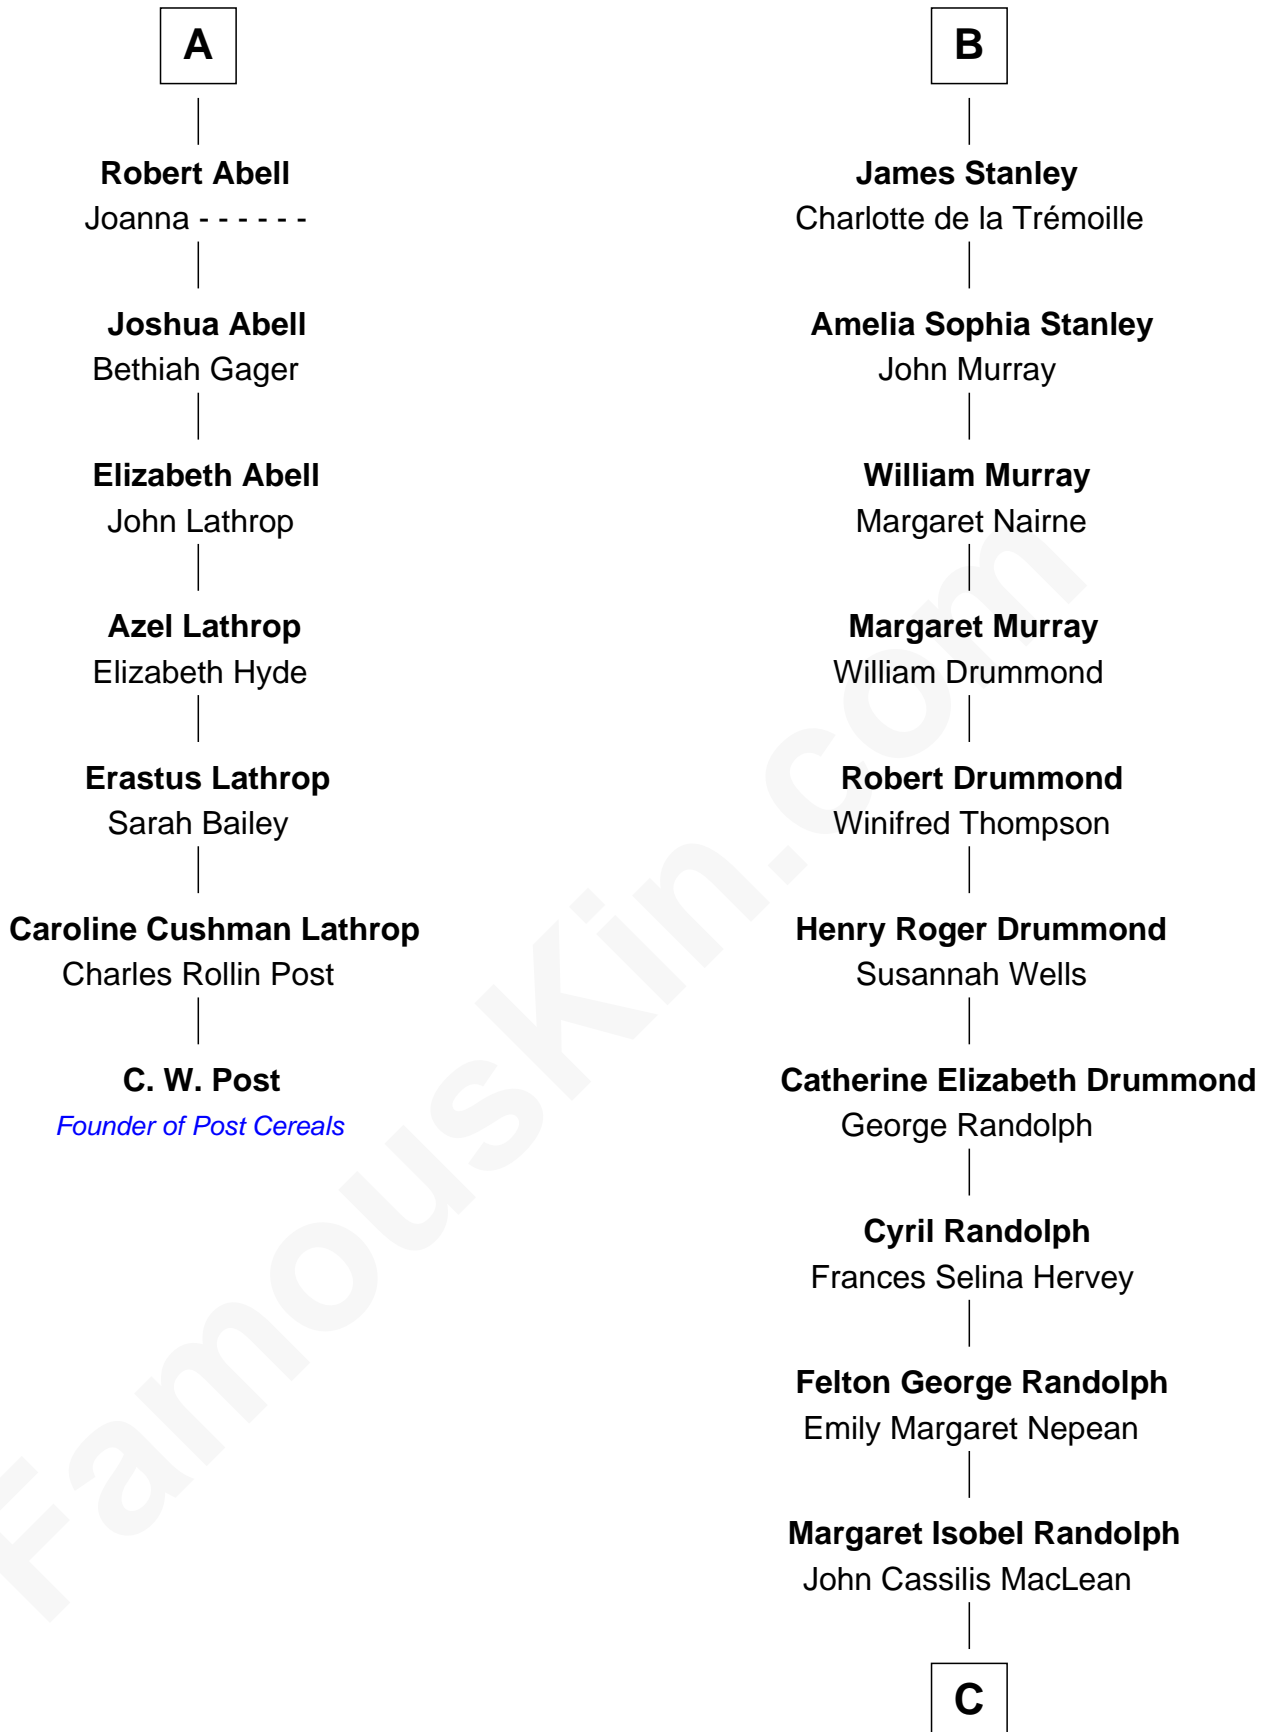 A
Robert Abell
Joanna - - - - - -
Joshua Abell
Bethiah Gager
Elizabeth Abell
John Lathrop
Azel Lathrop
Elizabeth Hyde
Erastus Lathrop
Sarah Bailey
Caroline Cushman Lathrop
Charles Rollin Post
C. W. Post
Founder of Post Cereals
B
James Stanley
Charlotte de la Trémoille
Amelia Sophia Stanley
John Murray
William Murray
Margaret Nairne
Margaret Murray
William Drummond
Robert Drummond
Winifred Thompson
Henry Roger Drummond
Susannah Wells
Catherine Elizabeth Drummond
George Randolph
Cyril Randolph
Frances Selina Hervey
Felton George Randolph
Emily Margaret Nepean
Margaret Isobel Randolph
John Cassilis MacLean
C
FamousKin.com